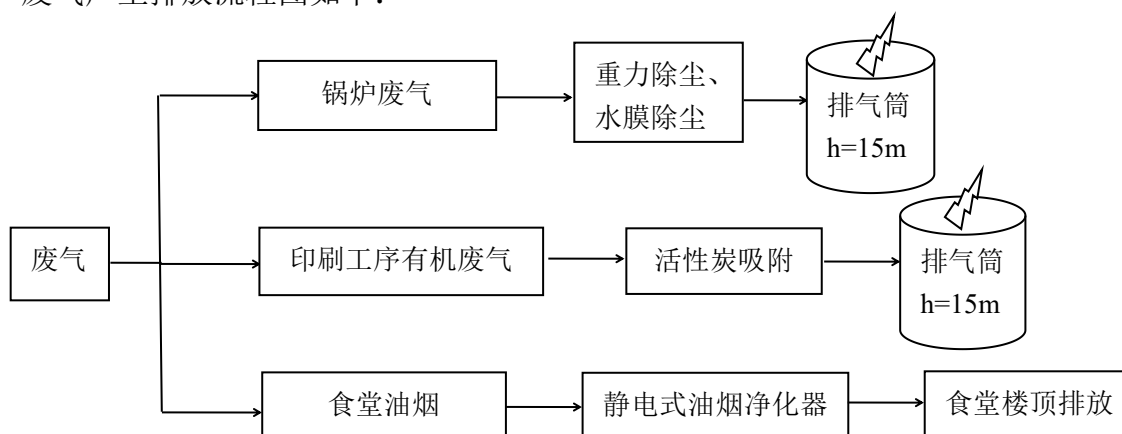 废气产生排放流程图如下：
锅炉废气
重力除尘、
水膜除尘
排气筒
h=15m
废气
印刷工序有机废气
活性炭吸附
排气筒
h=15m
食堂油烟
静电式油烟净化器
食堂楼顶排放